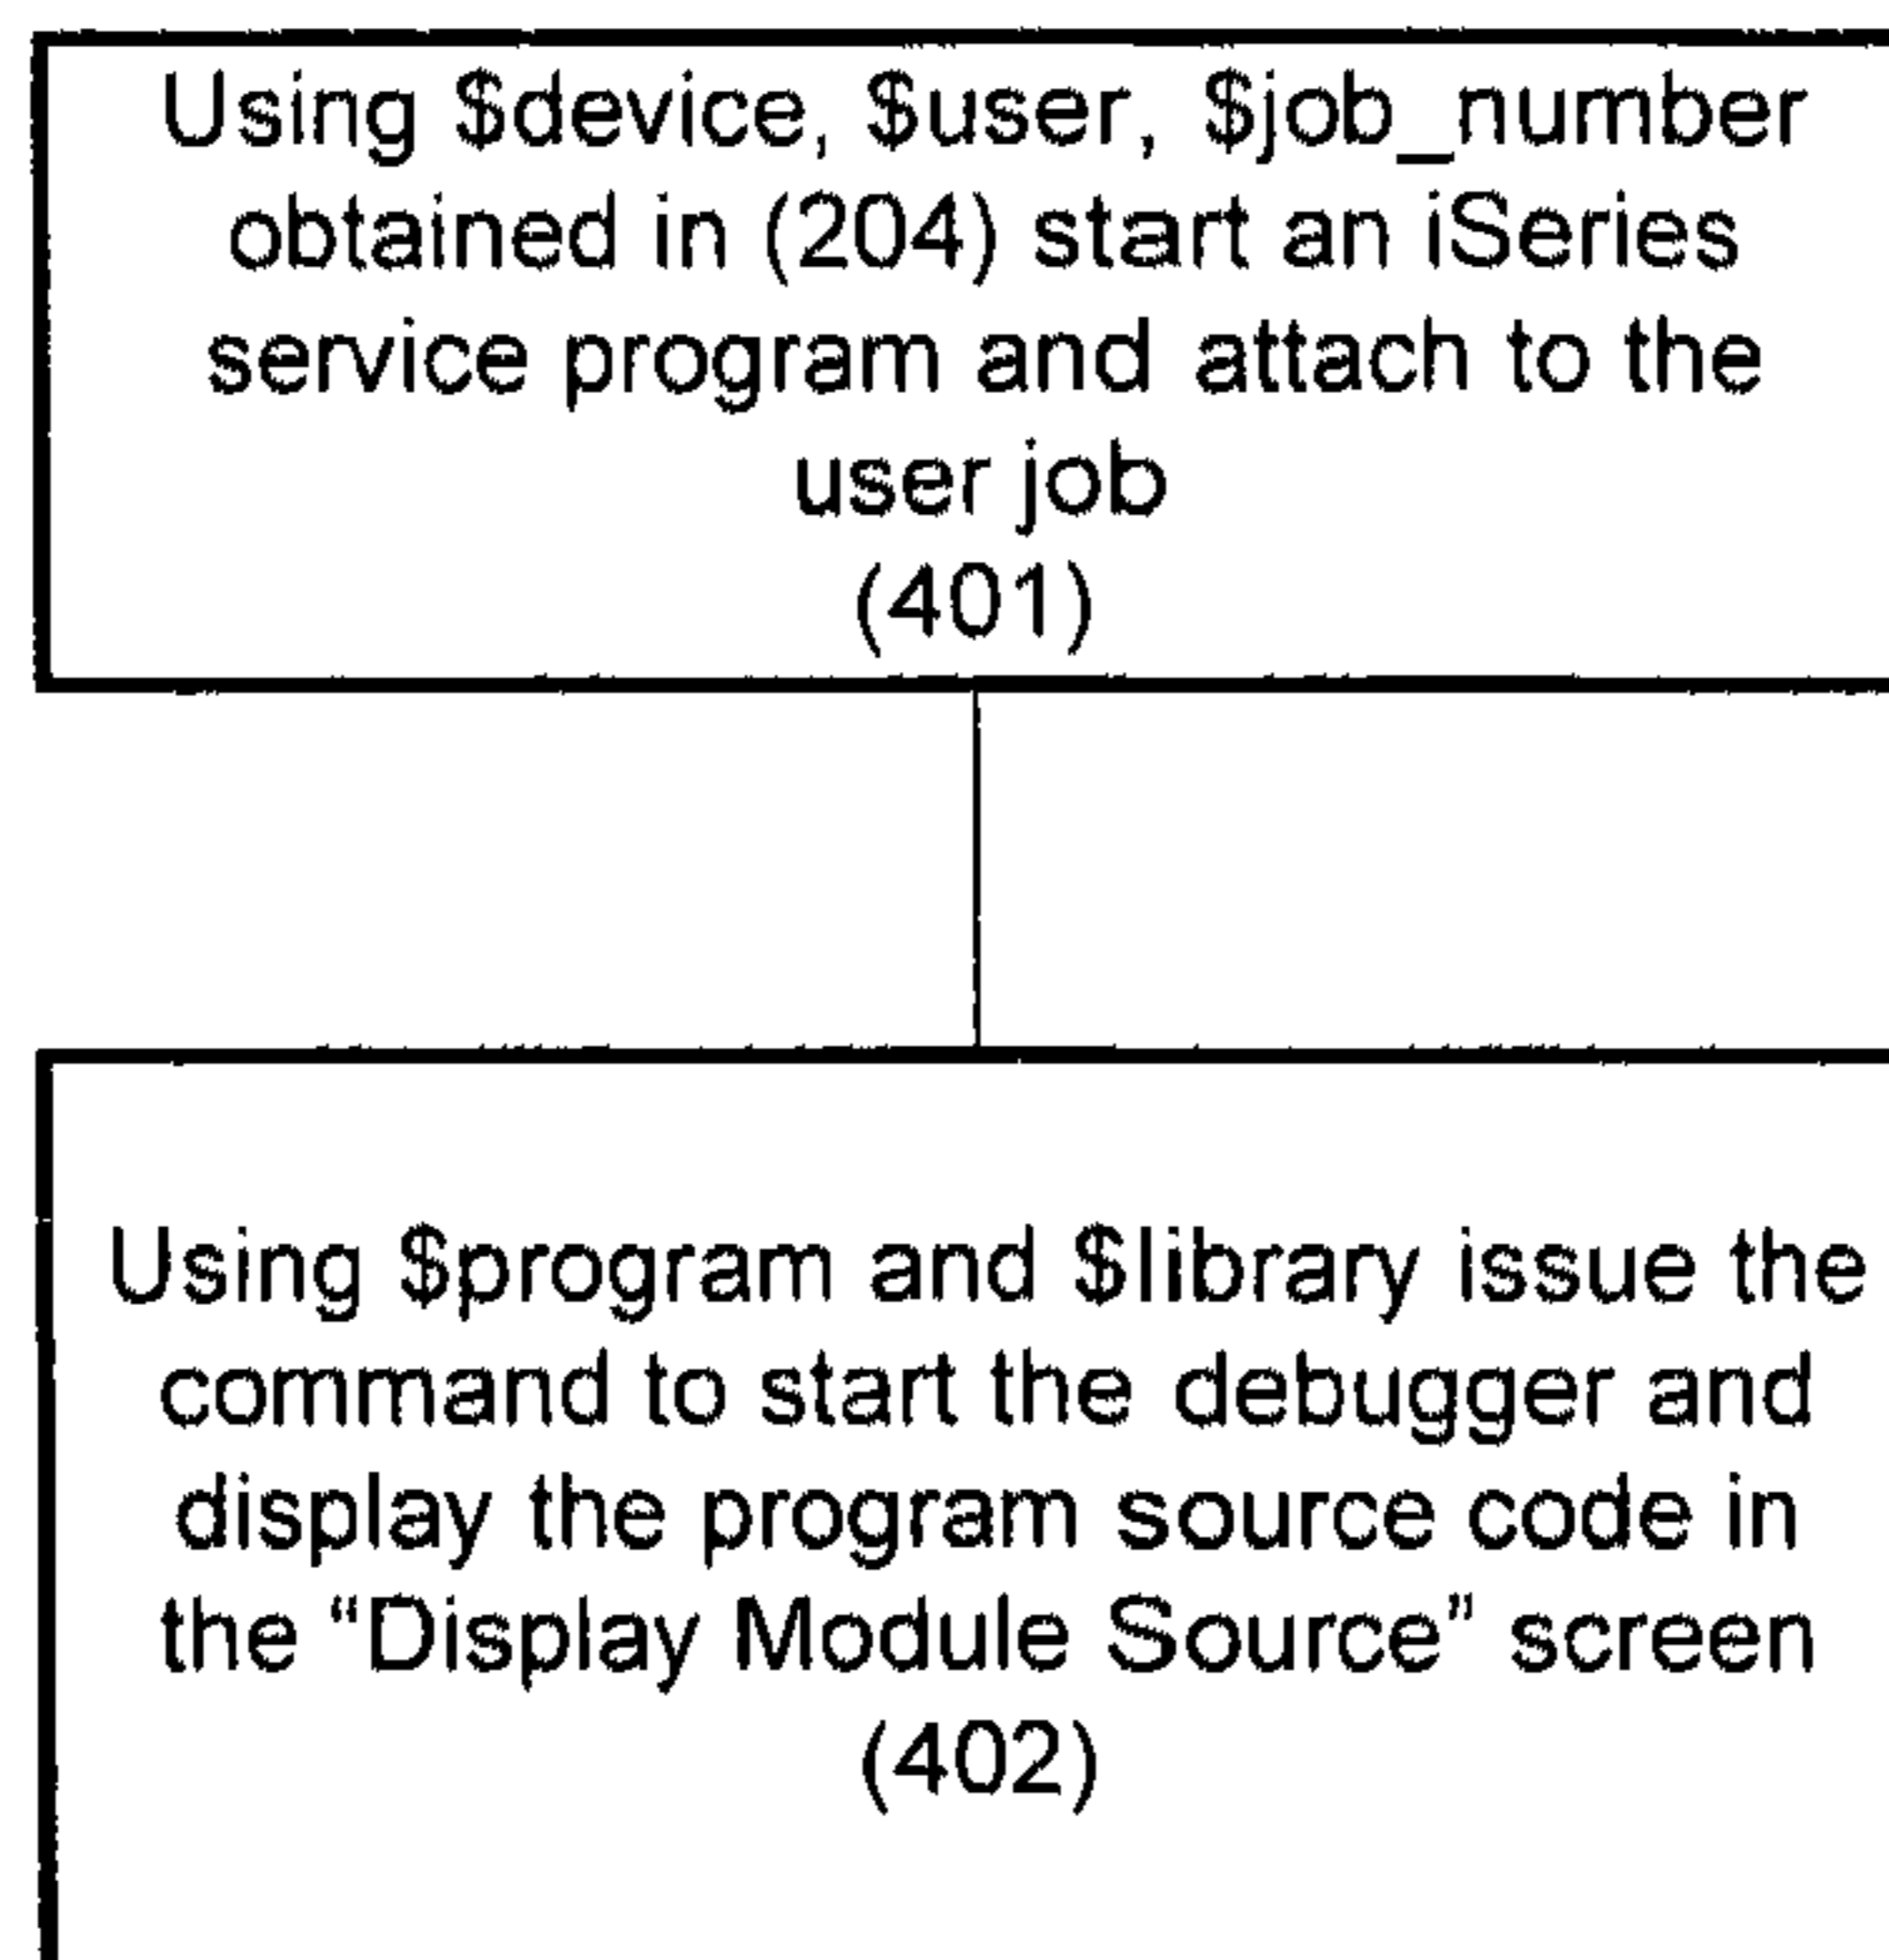 Using $device, $user, $job_number
obtained in (204) start an iSeries
service program and attach to the
user job
(401)
Using $program and $library issue the
command to start the debugger and
display the program source code in
the “Display Module Source” screen
(402)